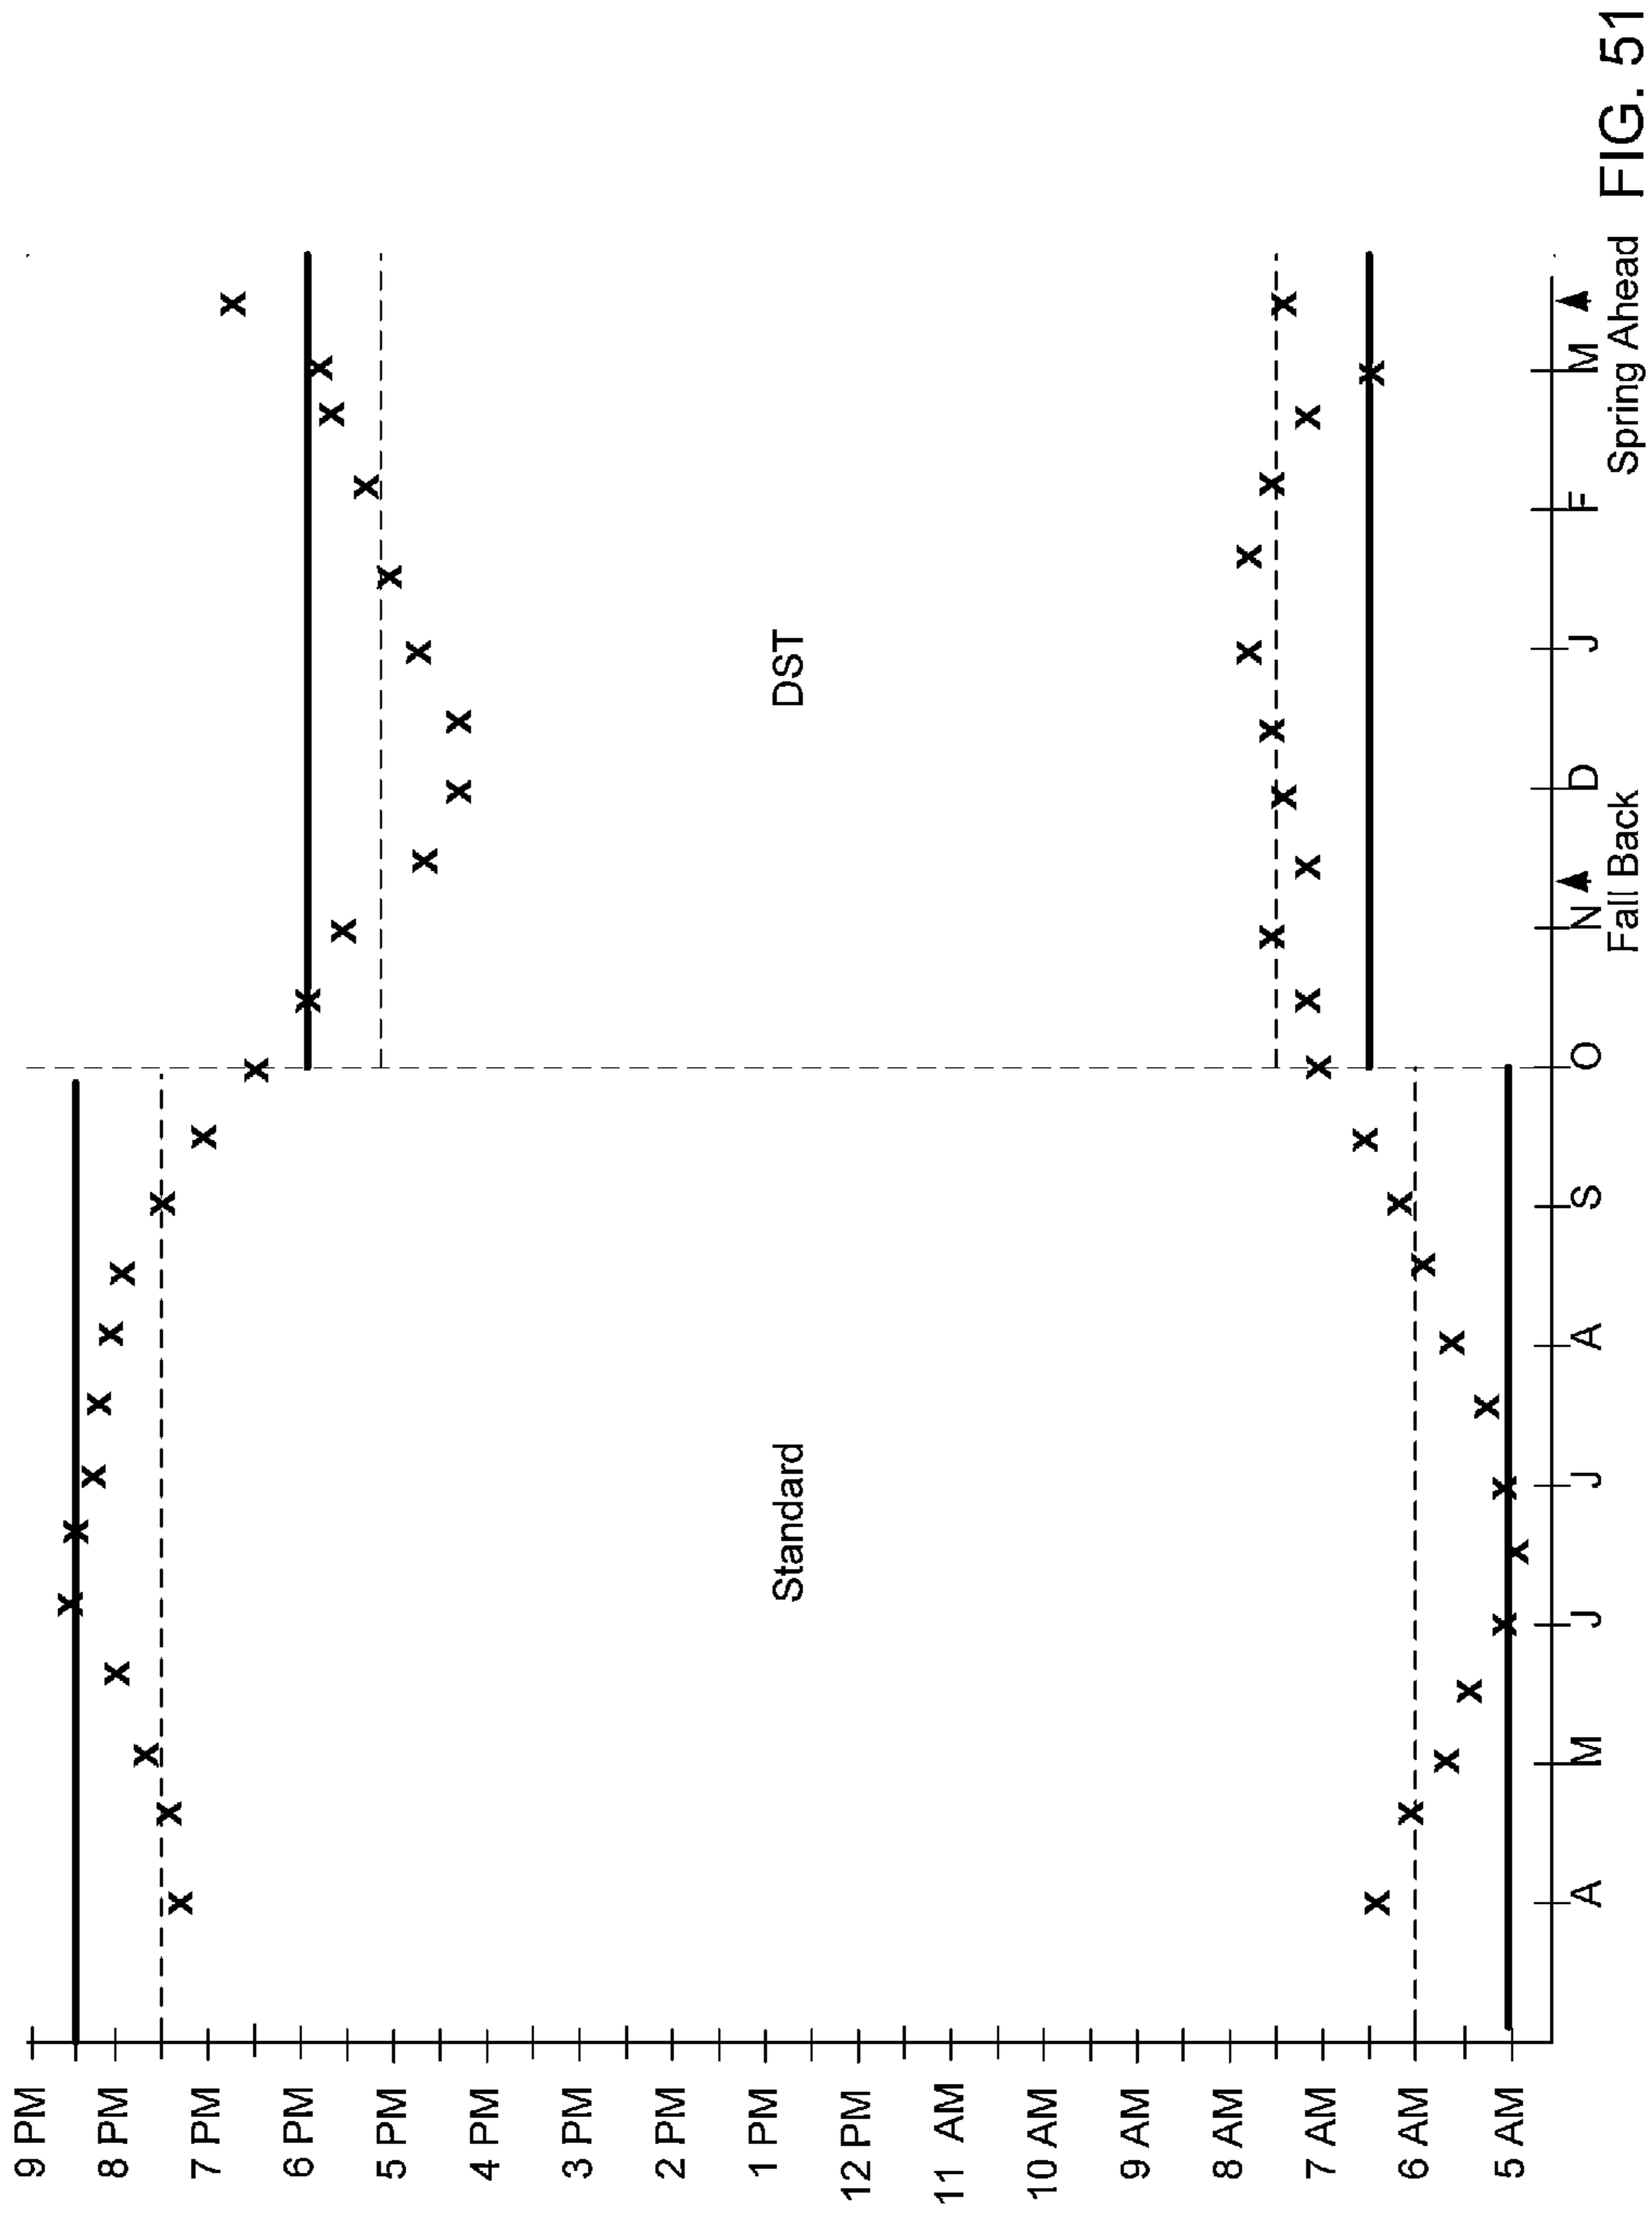 9 PM
8 PM
7 PM
6 PM
5 PM
4 PM
3 PM
2 PM
1 PM
12 PM
11 AM
10 AM
9 AM
8 AM
7 AM
6 AM
5 AM
Standard
DST
A M J J A S O N D J F M
Fall Back
Spring Ahead
FIG. 51